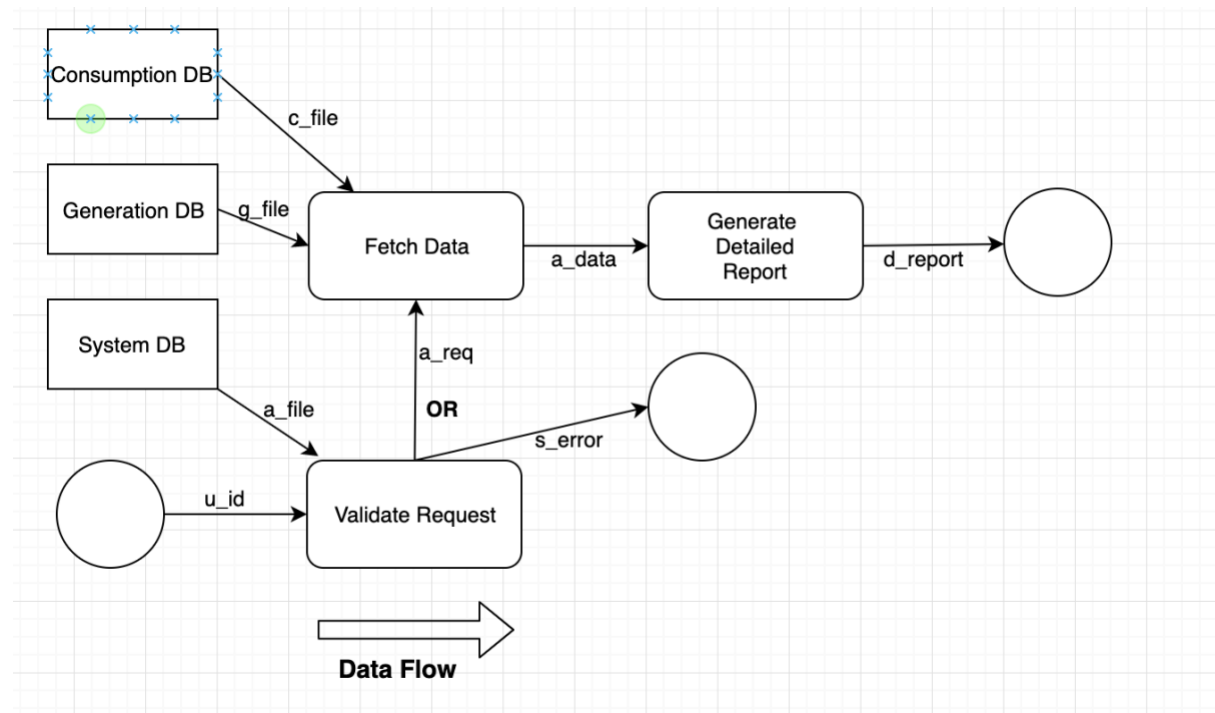 Consumption DB
c_file
Generation DB
g_file
Fetch Data
a_data
Generate
Detailed
Report
d_report
System DB
a_req
a_file
OR
s_error
u_id
Validate Request
Data Flow